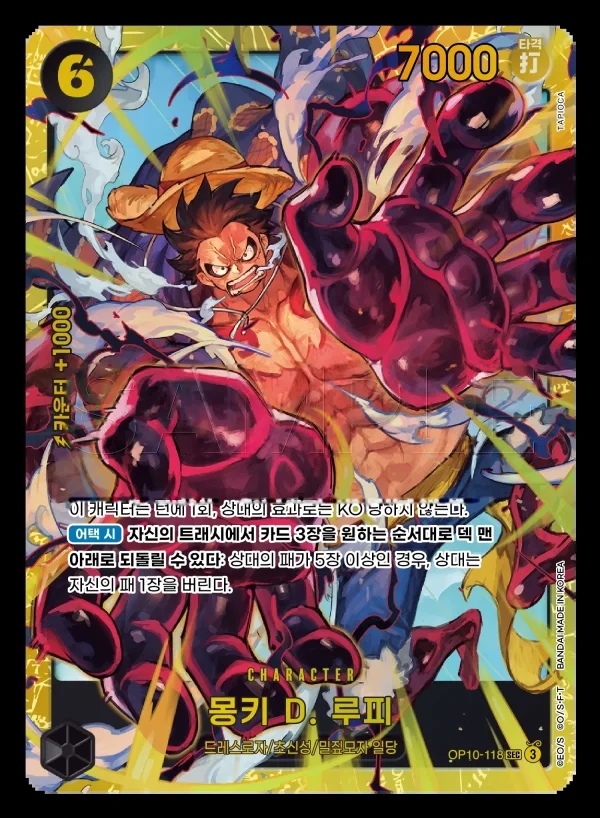 6
7000
타격
打
TAPIOCA
카운터 +1000
SAMPLE
이 캐릭터는 턴에 1회, 상대의 효과로는 KO 당하지 않는다.
어택 시 자신의 트래시에서 카드 3장을 원하는 순서대로 덱 맨
아래로 되돌릴 수 있다: 상대의 패가 5장 이상인 경우, 상대는
자신의 패 1장을 버린다.
CHARACTER
몽키 D. 루피
드레스로자/초신성/밀짚모자 일당
OP10-118 SEC 3
©EO/S ©O/S·F·T BANDAI MADE IN KOREA